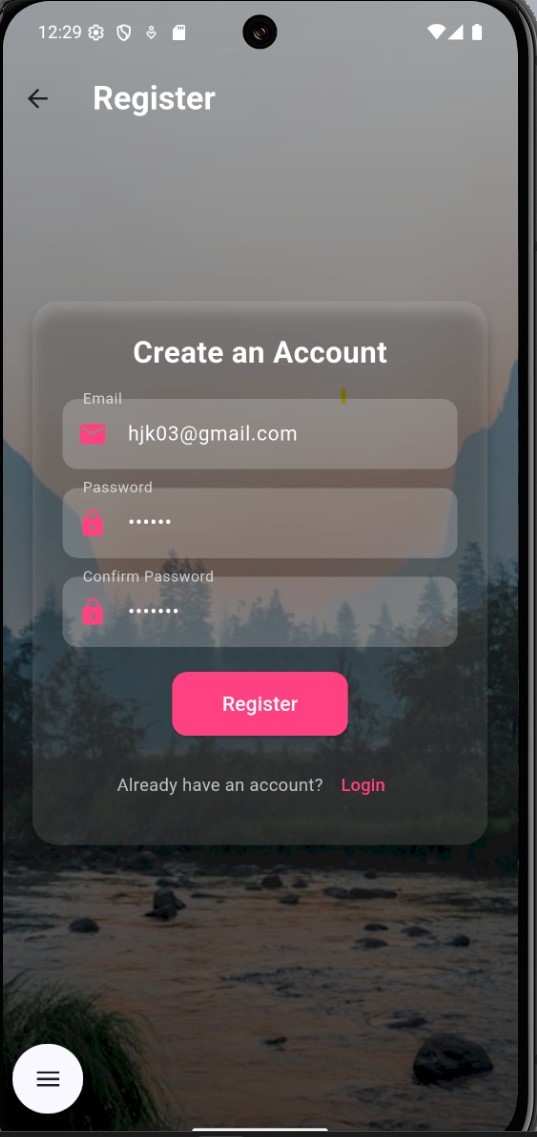 12:29
Register
Create an Account
Email
hjk03@gmail.com
Password
••••••
Confirm Password
•••••••
Register
Already have an account? Login